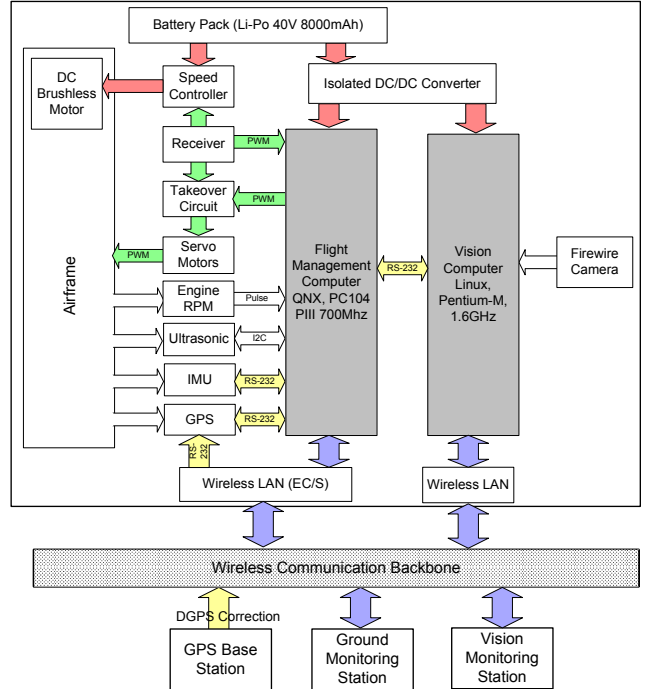 Battery Pack (Li-Po 40V 8000mAh)
DC
Brushless
Motor
Speed
Controller
Isolated DC/DC Converter
Receiver
PWM
Takeover
Circuit
PWM
Servo
Motors
PWM
Airframe
Engine
RPM
Pulse
Ultrasonic
I2C
IMU
RS-232
GPS
RS-232
RS-
232
Flight
Management
Computer
QNX, PC104
PIII 700Mhz
RS-232
Vision
Computer
Linux,
Pentium-M,
1.6GHz
Firewire
Camera
Wireless LAN (EC/S)
Wireless LAN
Wireless Communication Backbone
DGPS Correction
GPS Base
Station
Ground
Monitoring
Station
Vision
Monitoring
Station